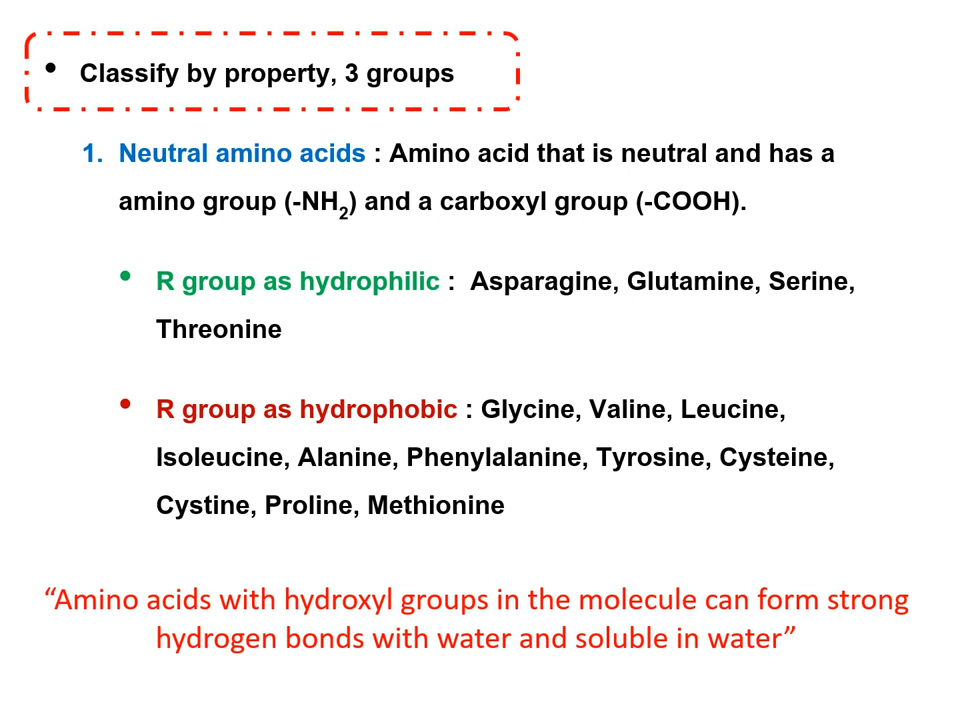 • Classify by property, 3 groups
1. Neutral amino acids : Amino acid that is neutral and has a
amino group (-NH₂) and a carboxyl group (-COOH).
• R group as hydrophilic : Asparagine, Glutamine, Serine,
Threonine
• R group as hydrophobic : Glycine, Valine, Leucine,
Isoleucine, Alanine, Phenylalanine, Tyrosine, Cysteine,
Cystine, Proline, Methionine
“Amino acids with hydroxyl groups in the molecule can form strong
hydrogen bonds with water and soluble in water”